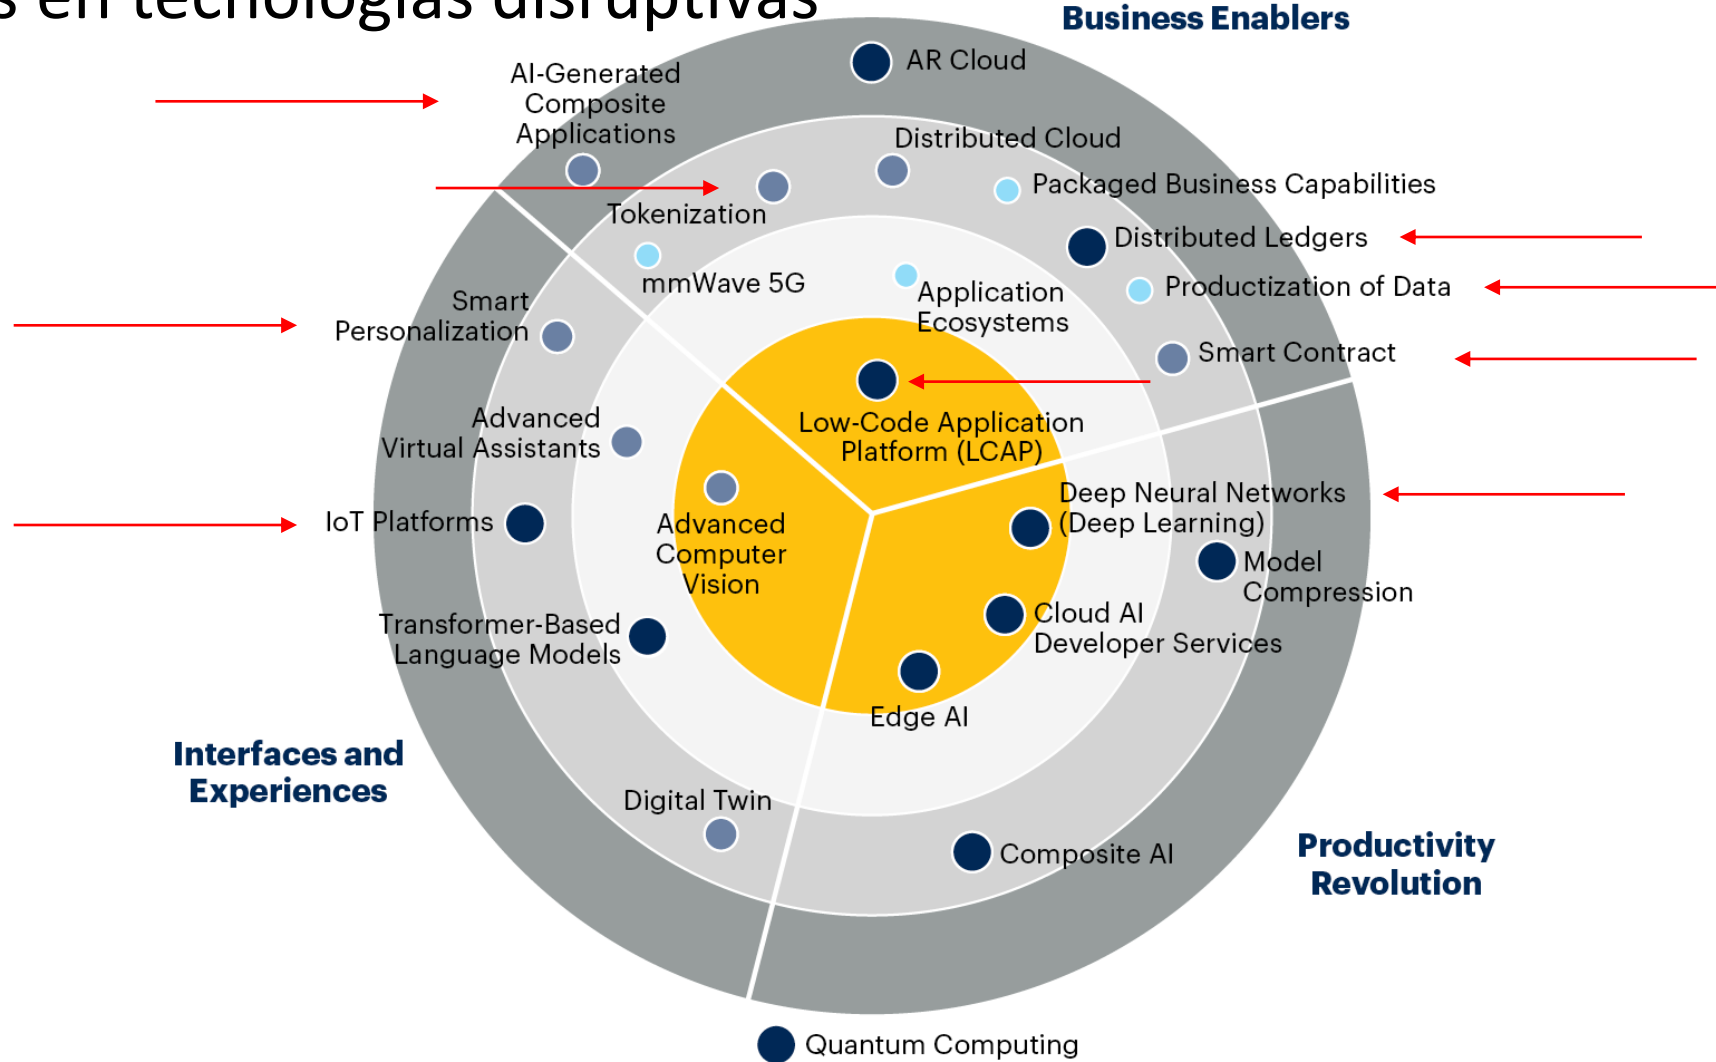 s en tecnologías disruptivas
Business Enablers
AR Cloud
AI-Generated
Composite
Applications
Distributed Cloud
Packaged Business Capabilities
Tokenization
Distributed Ledgers
mmWave 5G
Application
Ecosystems
Productization of Data
Smart
Personalization
Smart Contract
Low-Code Application
Platform (LCAP)
Advanced
Virtual Assistants
Deep Neural Networks
(Deep Learning)
IoT Platforms
Advanced
Computer
Vision
Model
Compression
Transformer-Based
Language Models
Cloud AI
Developer Services
Edge AI
Interfaces and
Experiences
Digital Twin
Composite AI
Productivity
Revolution
Quantum Computing